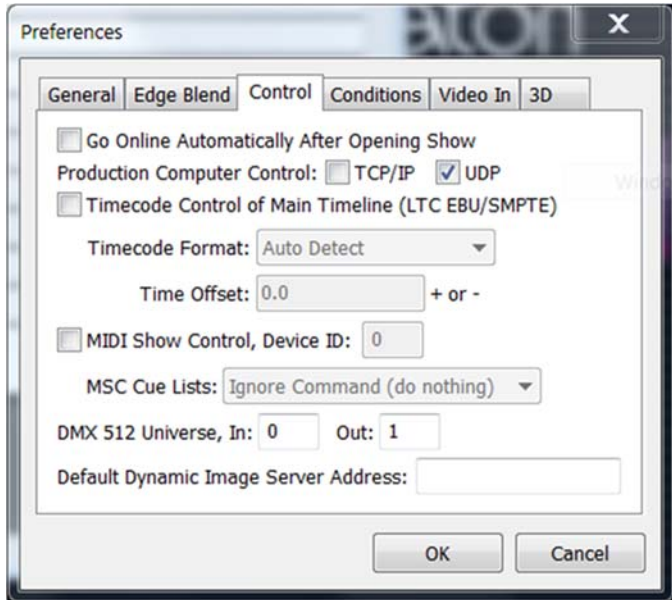 Preferences
X
General Edge Blend Control Conditions Video In 3D
Go Online Automatically After Opening Show
Production Computer Control: TCP/IP UDP
Timecode Control of Main Timeline (LTC EBU/SMPTE)
Timecode Format: Auto Detect
Time Offset: 0.0 + or -
MIDI Show Control, Device ID: 0
MSC Cue Lists: Ignore Command (do nothing)
DMX 512 Universe, In: 0 Out: 1
Default Dynamic Image Server Address:
OK Cancel